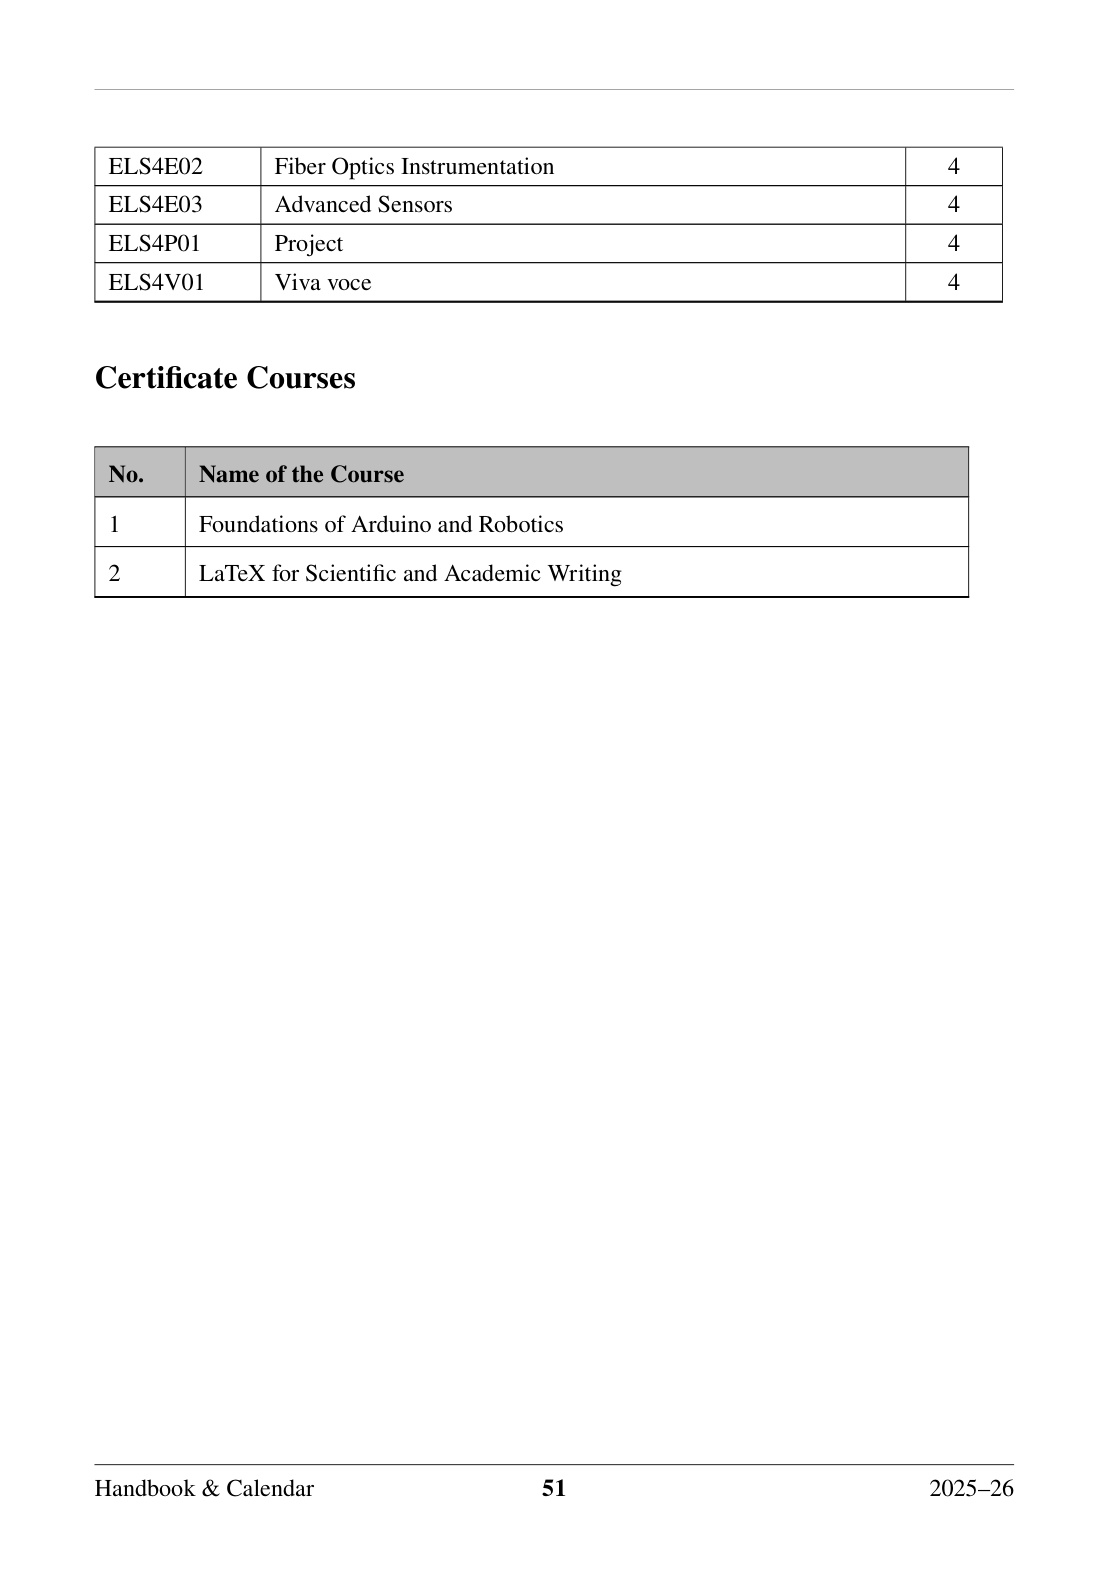 ELS4E02 Fiber Optics Instrumentation 4
ELS4E03 Advanced Sensors 4
ELS4P01 Project 4
ELS4V01 Viva voce 4
Certificate Courses
No. Name of the Course
1 Foundations of Arduino and Robotics
2 LaTeX for Scientific and Academic Writing
Handbook & Calendar 51 2025–26